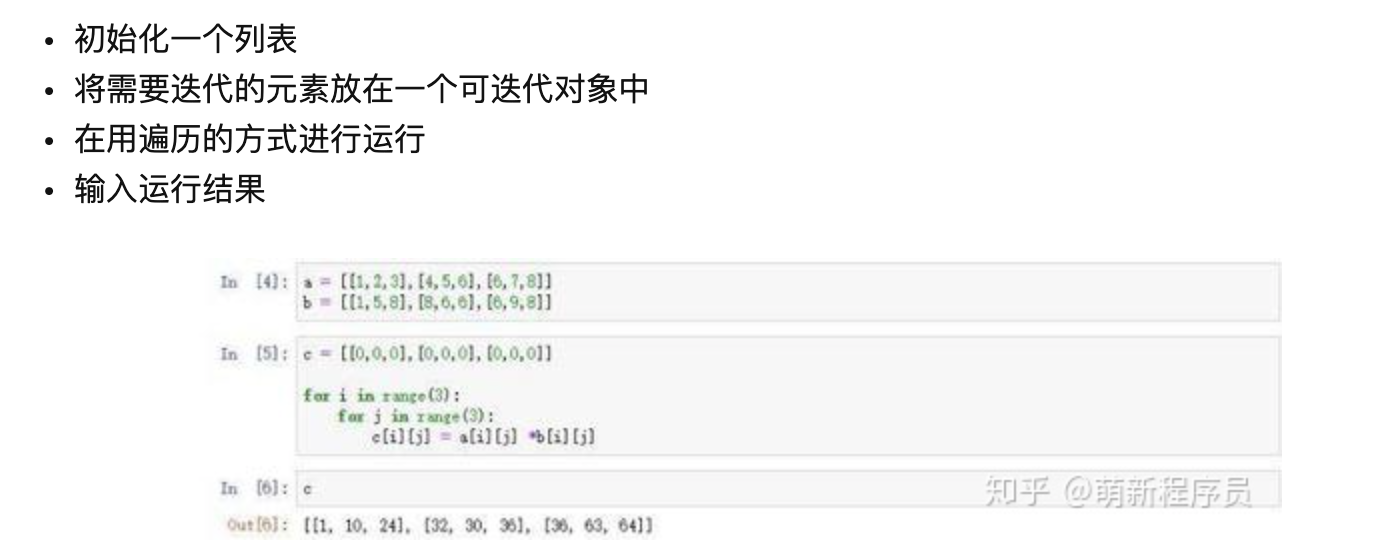 初始化一个列表
将需要迭代的元素放在一个可迭代对象中
在用遍历的方式进行运行
输入运行结果
In [4]: a = [[1,2,3],[4,5,6],[6,7,8]]
b = [[1,5,8],[8,6,6],[6,9,8]]
In [5]: c = [[0,0,0],[0,0,0],[0,0,0]]
for i in range(3):
for j in range(3):
c[i][j] = a[i][j] *b[i][j]
In [6]: c
知乎 @萌新程序员
Out[6]: [[1, 10, 24], [32, 30, 36], [36, 63, 64]]